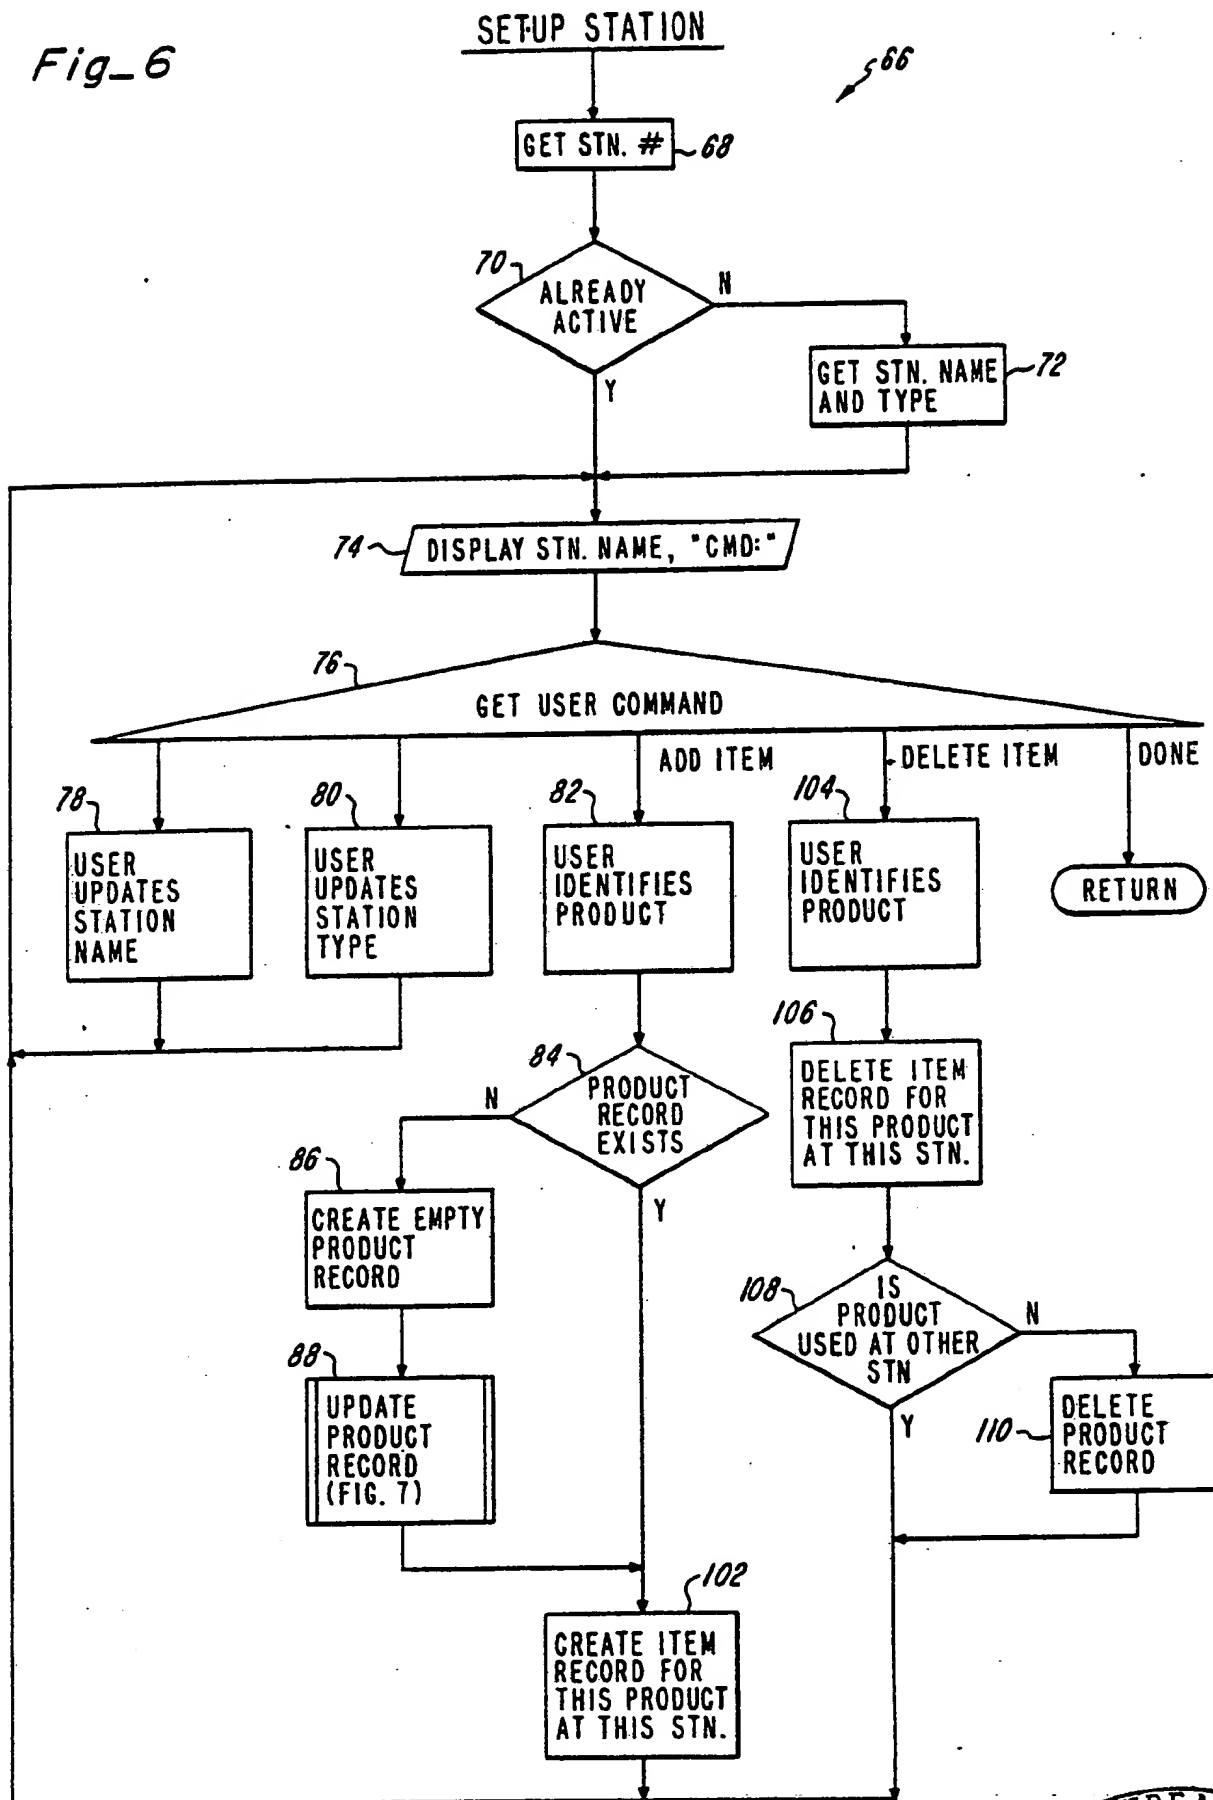 SETUP STATION
Fig_6
66
GET STN. #
68
70
ALREADY
ACTIVE
N
Y
GET STN. NAME
AND TYPE
72
74
DISPLAY STN. NAME, "CMD:"
76
GET USER COMMAND
ADD ITEM
DELETE ITEM
DONE
78
USER
UPDATES
STATION
NAME
80
USER
UPDATES
STATION
TYPE
82
USER
IDENTIFIES
PRODUCT
104
USER
IDENTIFIES
PRODUCT
RETURN
84
PRODUCT
RECORD
EXISTS
N
Y
106
DELETE ITEM
RECORD FOR
THIS PRODUCT
AT THIS STN.
86
CREATE EMPTY
PRODUCT
RECORD
108
IS
PRODUCT
USED AT OTHER
STN
N
Y
88
UPDATE
PRODUCT
RECORD
(FIG. 7)
110
DELETE
PRODUCT
RECORD
102
CREATE ITEM
RECORD FOR
THIS PRODUCT
AT THIS STN.